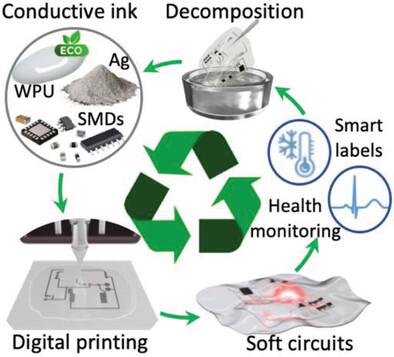 Conductive ink
Decomposition
ECO
Ag
WPU
SMDs
Smart
labels
Health
monitoring
Digital printing
Soft circuits